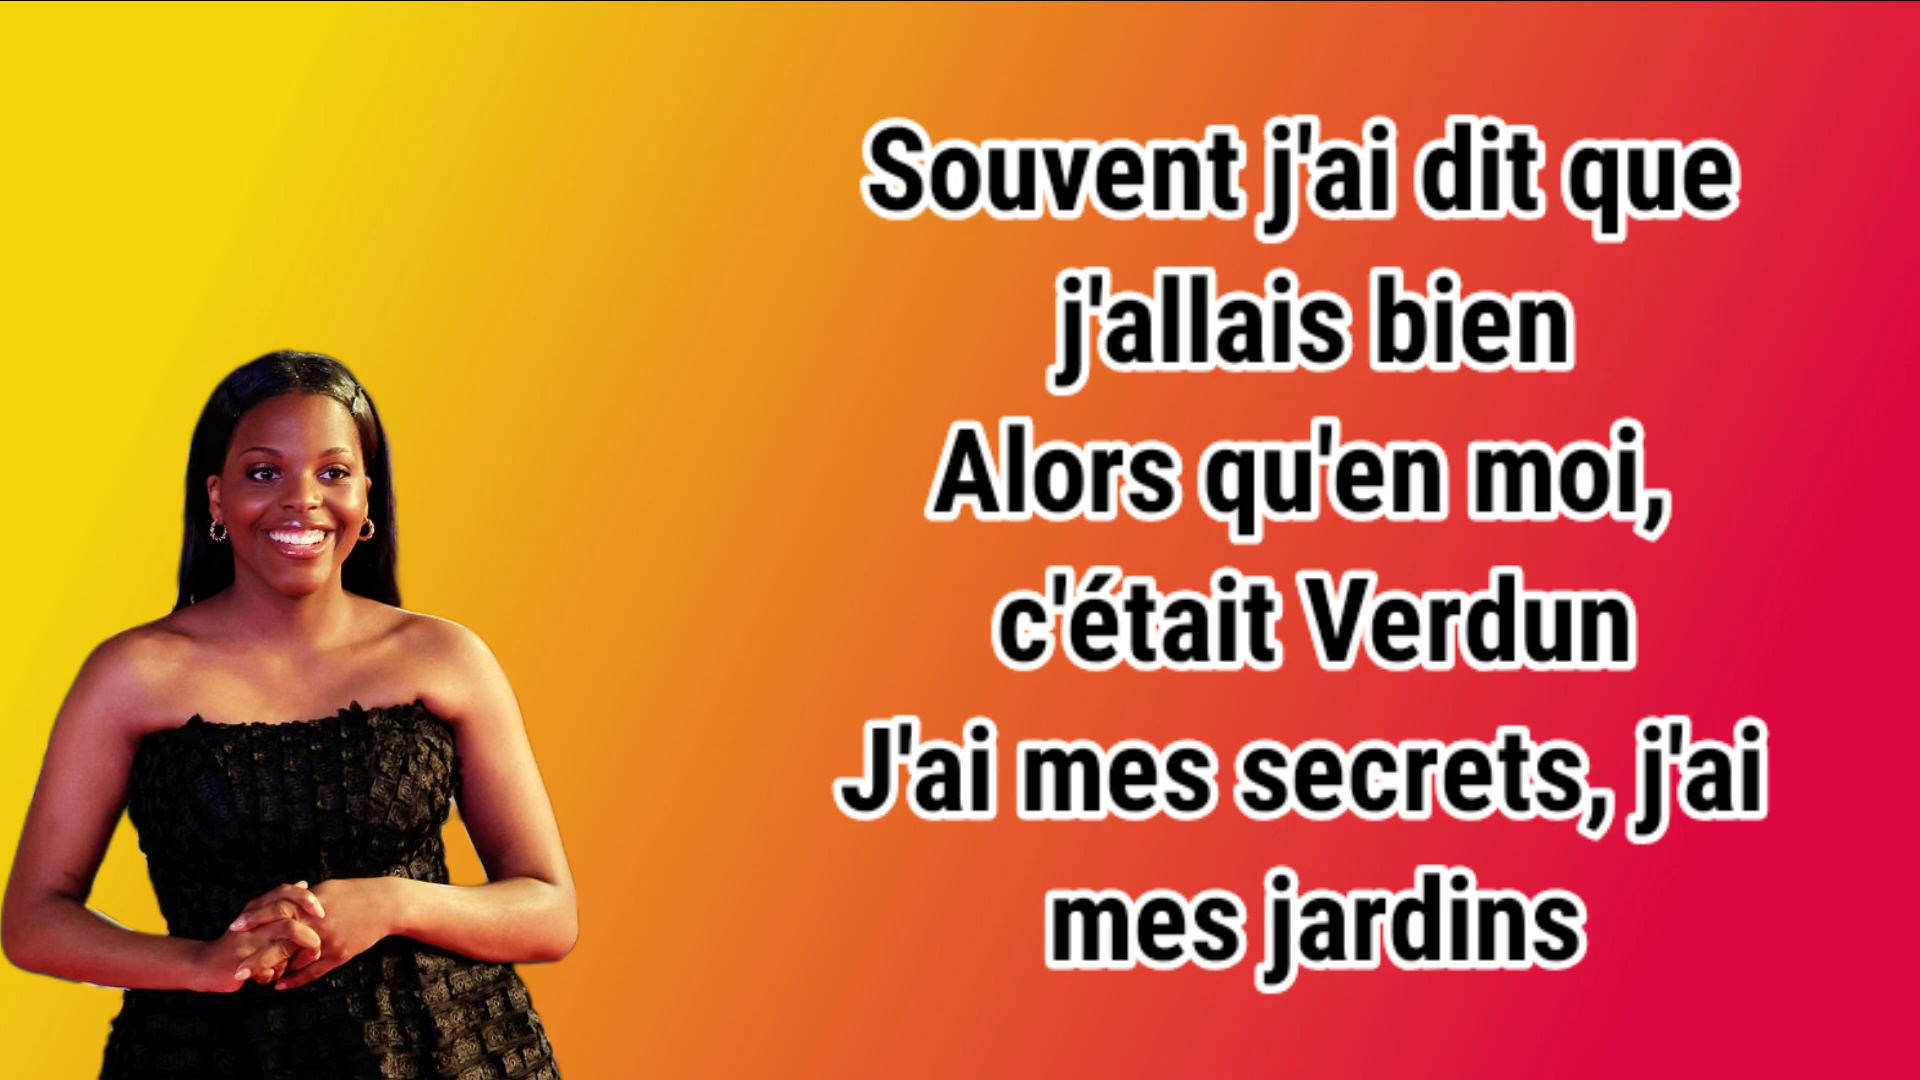 Souvent j'ai dit que
j'allais bien
Alors qu'en moi,
c'était Verdun
J'ai mes secrets, j'ai
mes jardins